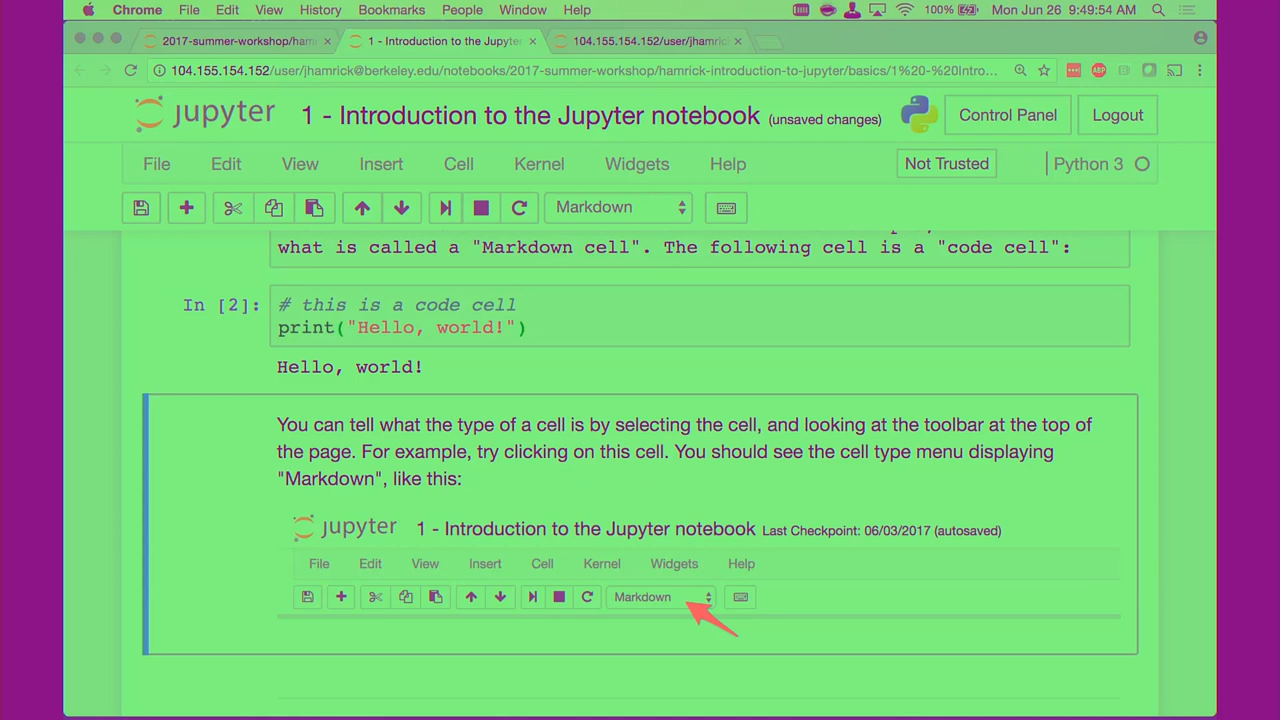 Chrome File Edit View History Bookmarks People Window Help 100% Mon Jun 26 9:49:54 AM
2017-summer-workshop/ham 1 - Introduction to the Jupyter 104.155.154.152/user/jhamrick
104.155.154.152/user/jhamrick@berkeley.edu/notebooks/2017-summer-workshop/hamrick-introduction-to-jupyter/basics/1%20-%20Intro... ABP
jupyter 1 - Introduction to the Jupyter notebook (unsaved changes) Control Panel Logout
File Edit View Insert Cell Kernel Widgets Help Not Trusted Python 3
Markdown
what is called a "Markdown cell". The following cell is a "code cell":
In [2]: # this is a code cell
print("Hello, world!")
Hello, world!
You can tell what the type of a cell is by selecting the cell, and looking at the toolbar at the top of
the page. For example, try clicking on this cell. You should see the cell type menu displaying
"Markdown", like this:
jupyter 1 - Introduction to the Jupyter notebook Last Checkpoint: 06/03/2017 (autosaved)
File Edit View Insert Cell Kernel Widgets Help
Markdown